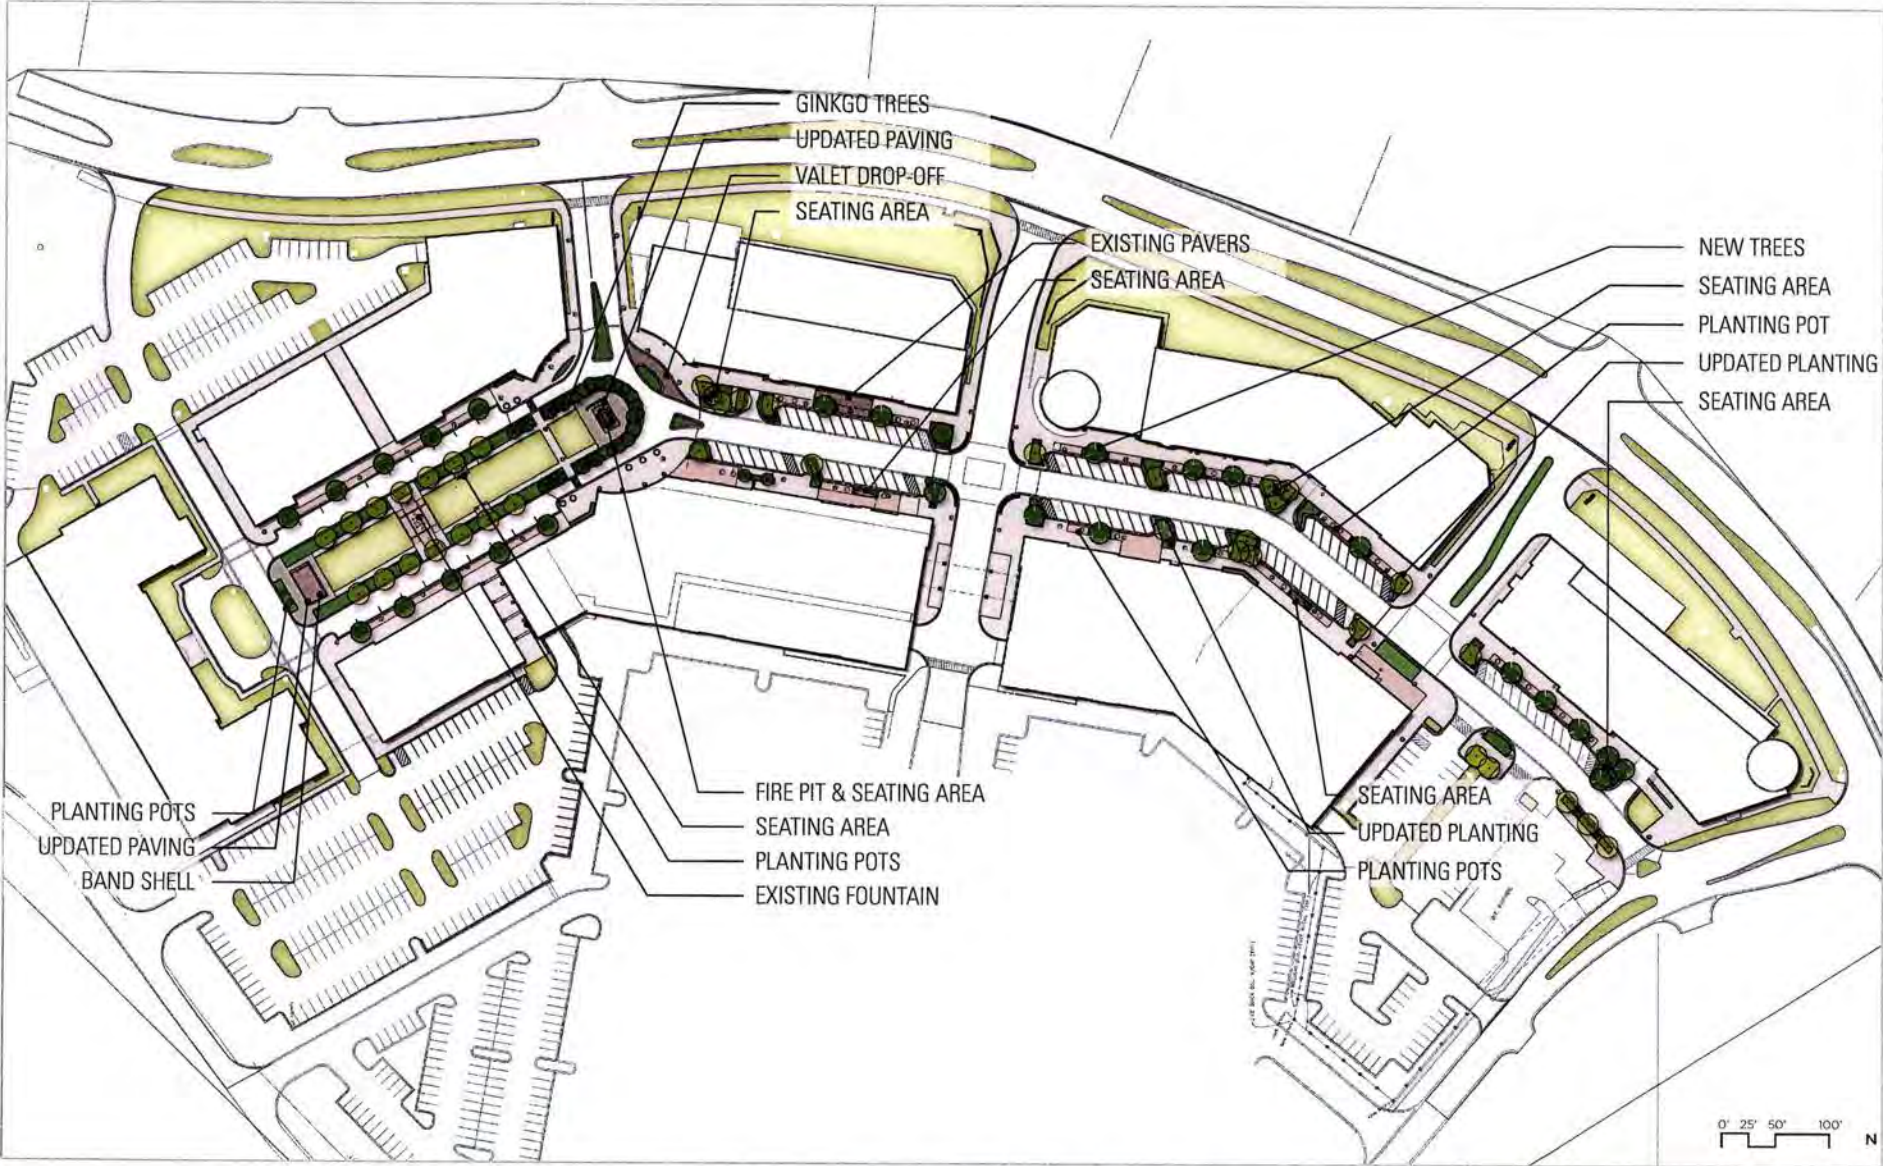 GINKGO TREES
UPDATED PAVING
VALET DROP-OFF
SEATING AREA
EXISTING PAVERS
SEATING AREA
NEW TREES
SEATING AREA
PLANTING POT
UPDATED PLANTING
SEATING AREA
PLANTING POTS
UPDATED PAVING
BAND SHELL
FIRE PIT & SEATING AREA
SEATING AREA
PLANTING POTS
EXISTING FOUNTAIN
SEATING AREA
UPDATED PLANTING
PLANTING POTS
0' 25' 50' 100'
N